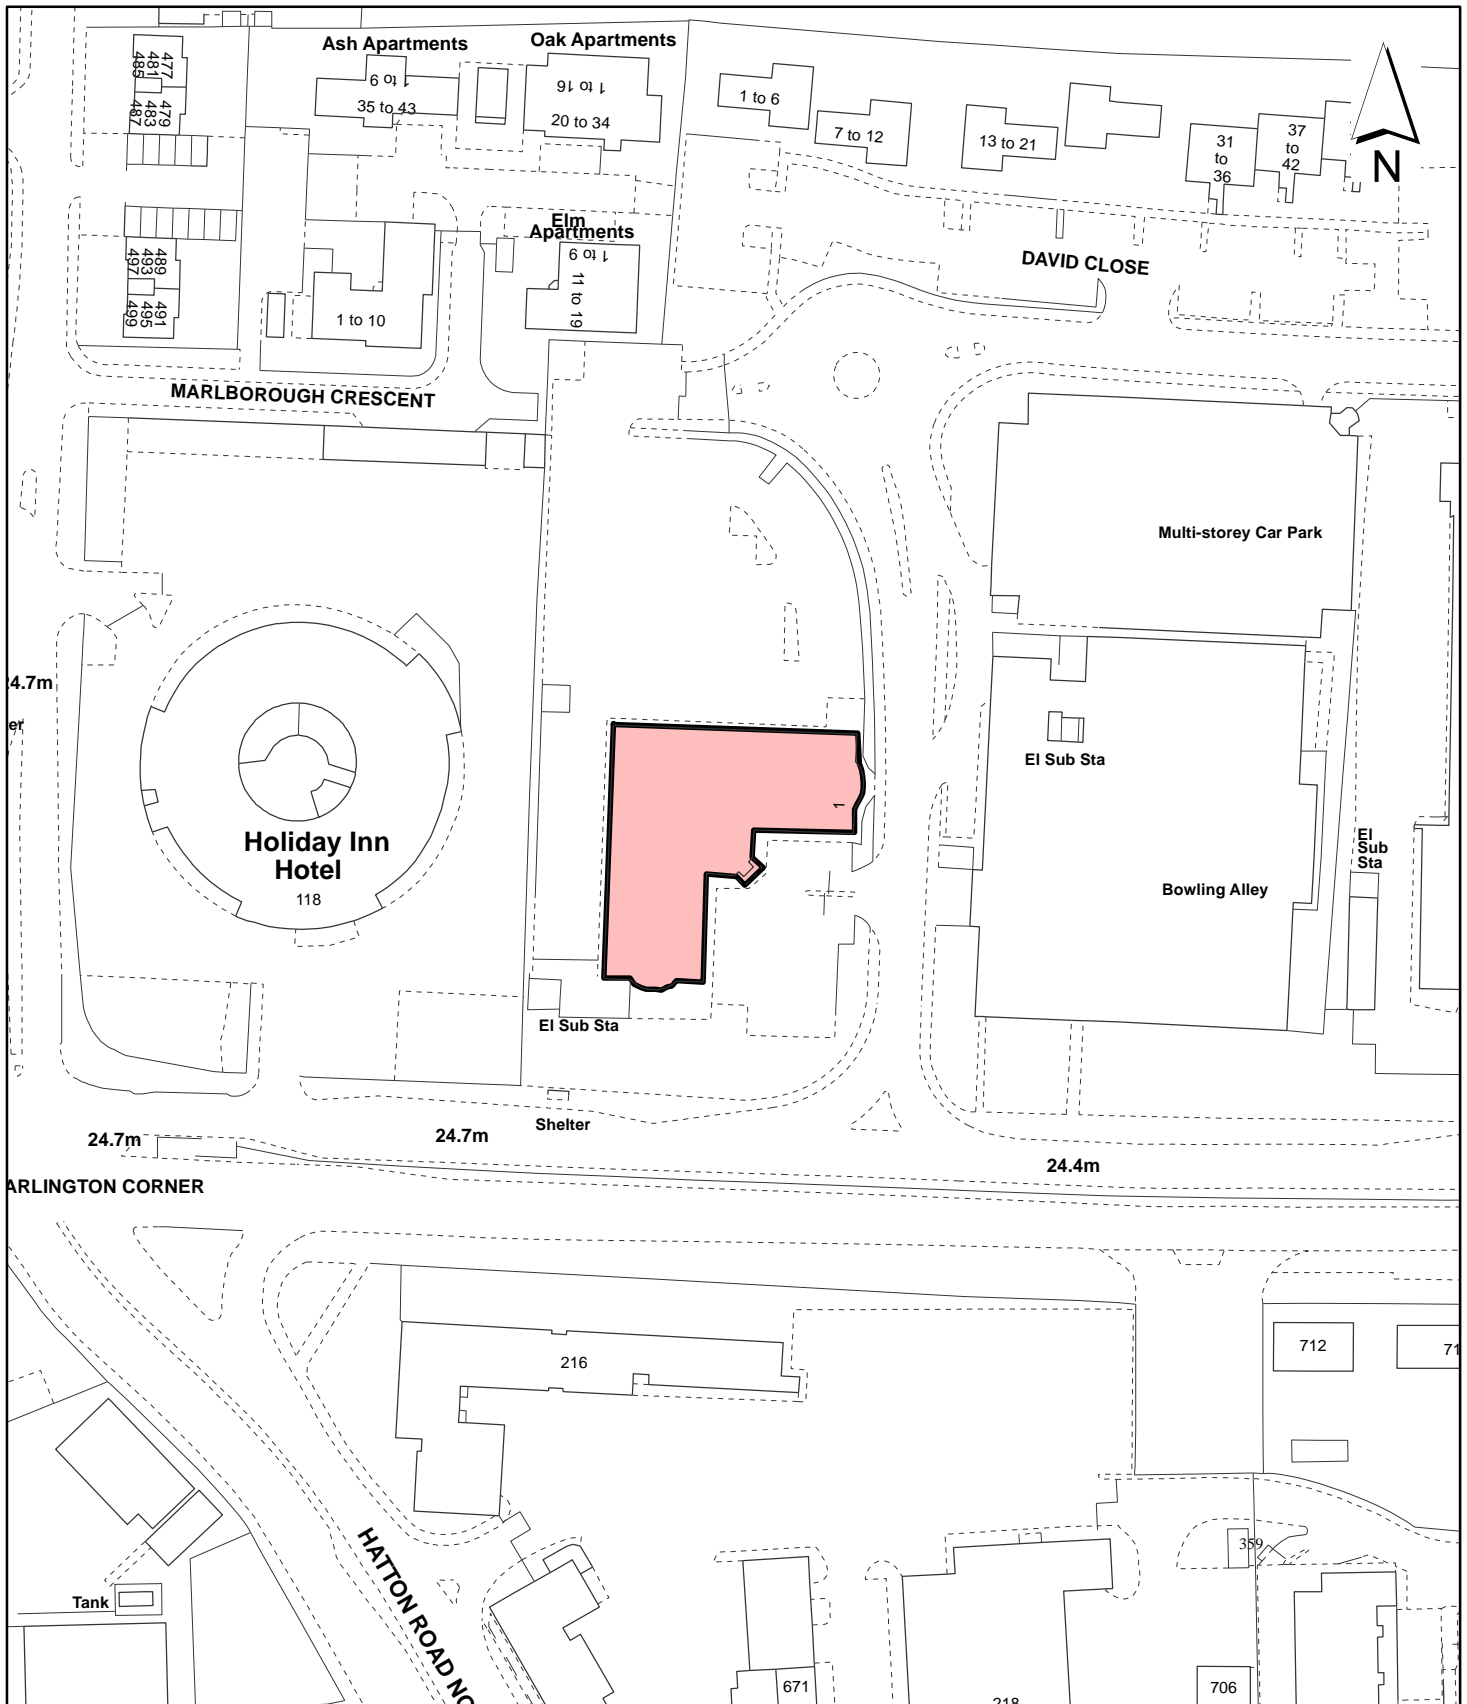 Ash Apartments
Oak Apartments
477
481
485
479
483
487
1 to 9
35 to 43
1 to 16
20 to 34
1 to 6
7 to 12
13 to 21
31
to
36
37
to
42
N
489
493
497
491
495
499
1 to 10
Elm
Apartments
1 to 9
11 to 19
DAVID CLOSE
MARLBOROUGH CRESCENT
Multi-storey Car Park
24.7m
er
Holiday Inn
Hotel
118
1
El Sub Sta
El
Sub
Sta
Bowling Alley
El Sub Sta
Shelter
24.7m
24.7m
24.4m
ARLINGTON CORNER
216
712
71
HATTON ROAD NO
Tank
359
671
218
706